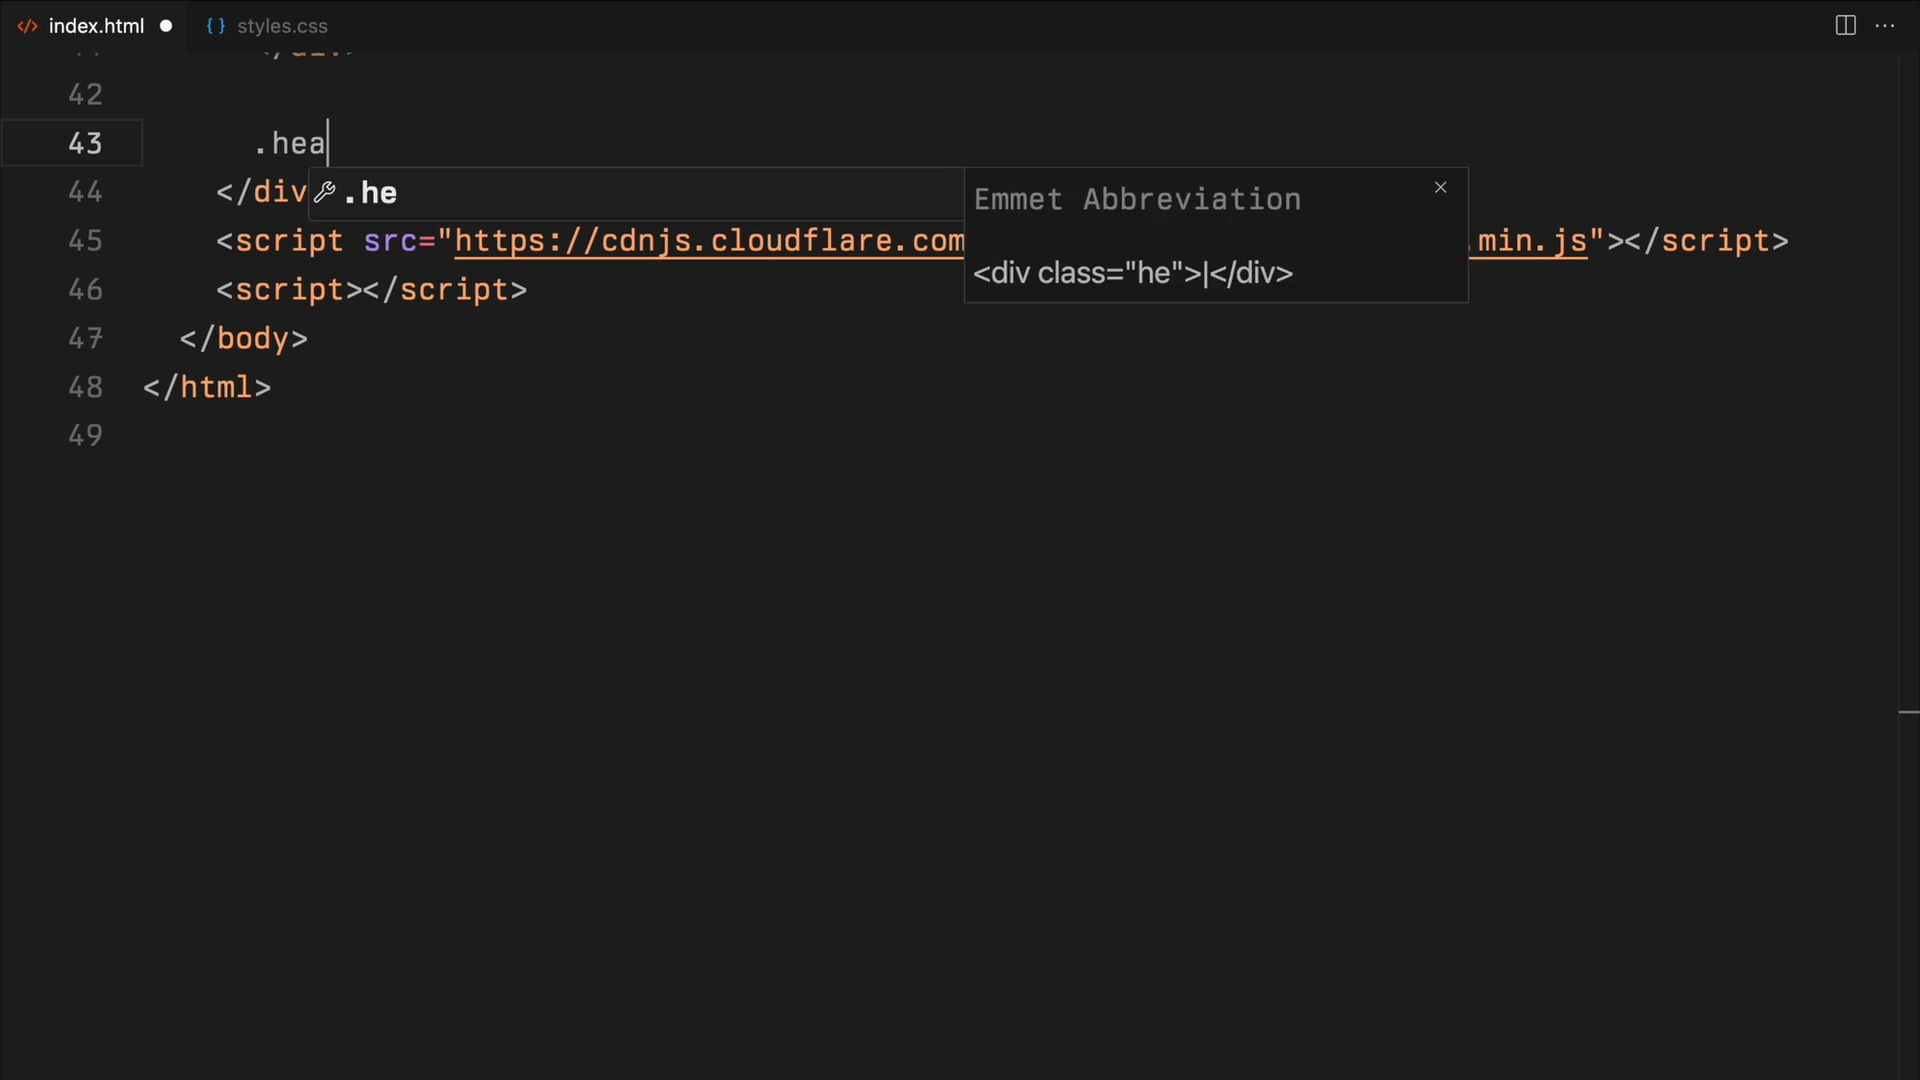 index.html styles.css
42
43 .hea
44 </div .he Emmet Abbreviation
45 <script src="https://cdnjs.cloudflare.com .min.js"></script>
<div class="he">|</div>
46 <script></script>
47 </body>
48 </html>
49